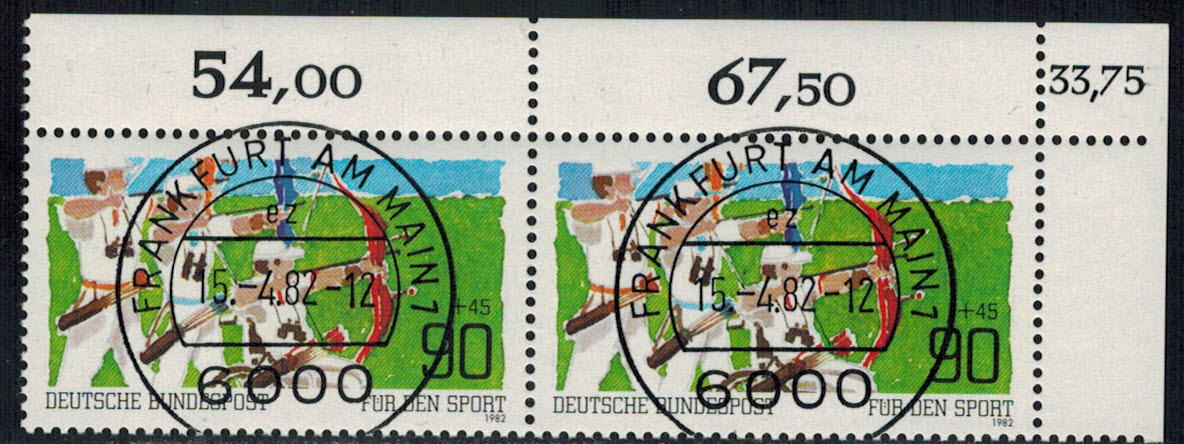 54,00 67,50 33,75
FRANKFURT AM MAIN 1
ez
15.-4.82-12
6000
+45
90
DEUTSCHE BUNDESPOST FÜR DEN SPORT
1982
FRANKFURT AM MAIN 1
ez
15.-4.82-12
6000
+45
90
DEUTSCHE BUNDESPOST FÜR DEN SPORT
1982